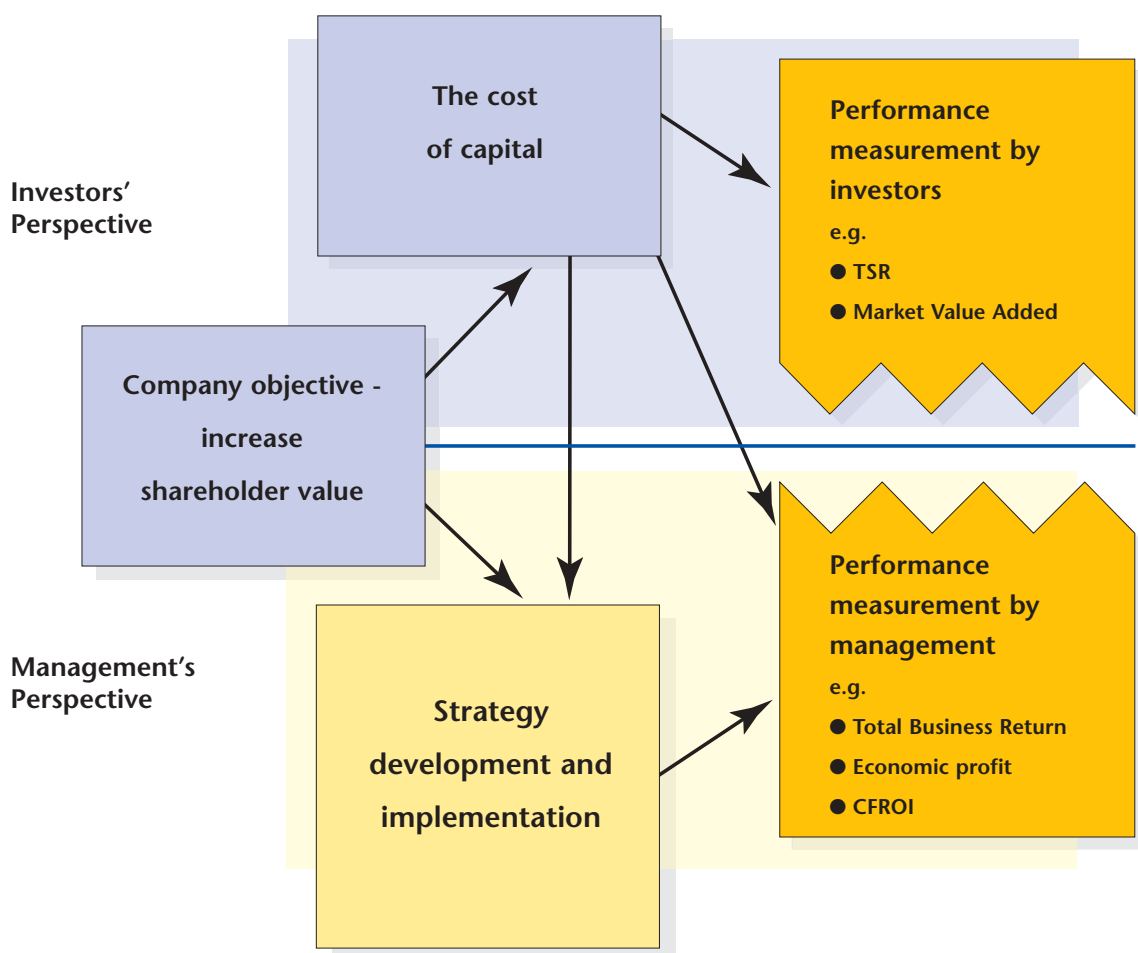 The cost
of capital
Performance
measurement by
investors
e.g.
● TSR
● Market Value Added
Investors’
Perspective
Company objective -
increase
shareholder value
Management’s
Perspective
Strategy
development and
implementation
Performance
measurement by
management
e.g.
● Total Business Return
● Economic profit
● CFROI